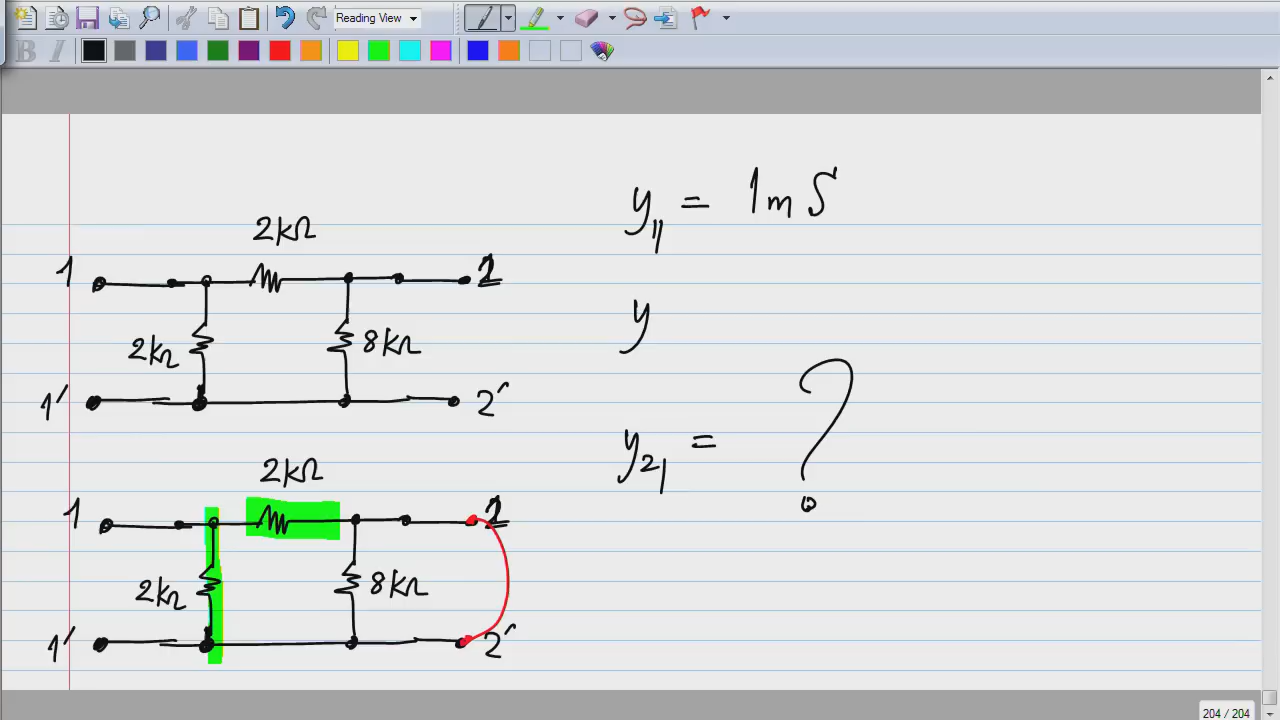 Reading View
B I
2kΩ
1
2
2kΩ
8kΩ
1'
2'
y11 = 1mS
y
y21 = ?
2kΩ
1
2
2kΩ
8kΩ
1'
2'
204 / 204